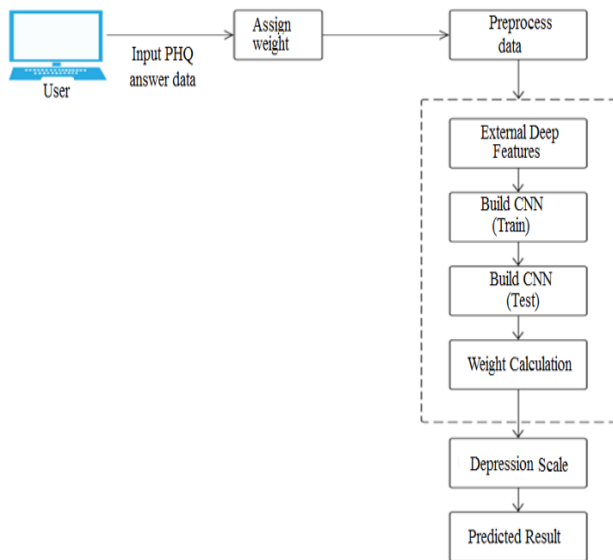 User
Input PHQ
answer data
Assign
weight
Preprocess
data
External Deep
Features
Build CNN
(Train)
Build CNN
(Test)
Weight Calculation
Depression Scale
Predicted Result